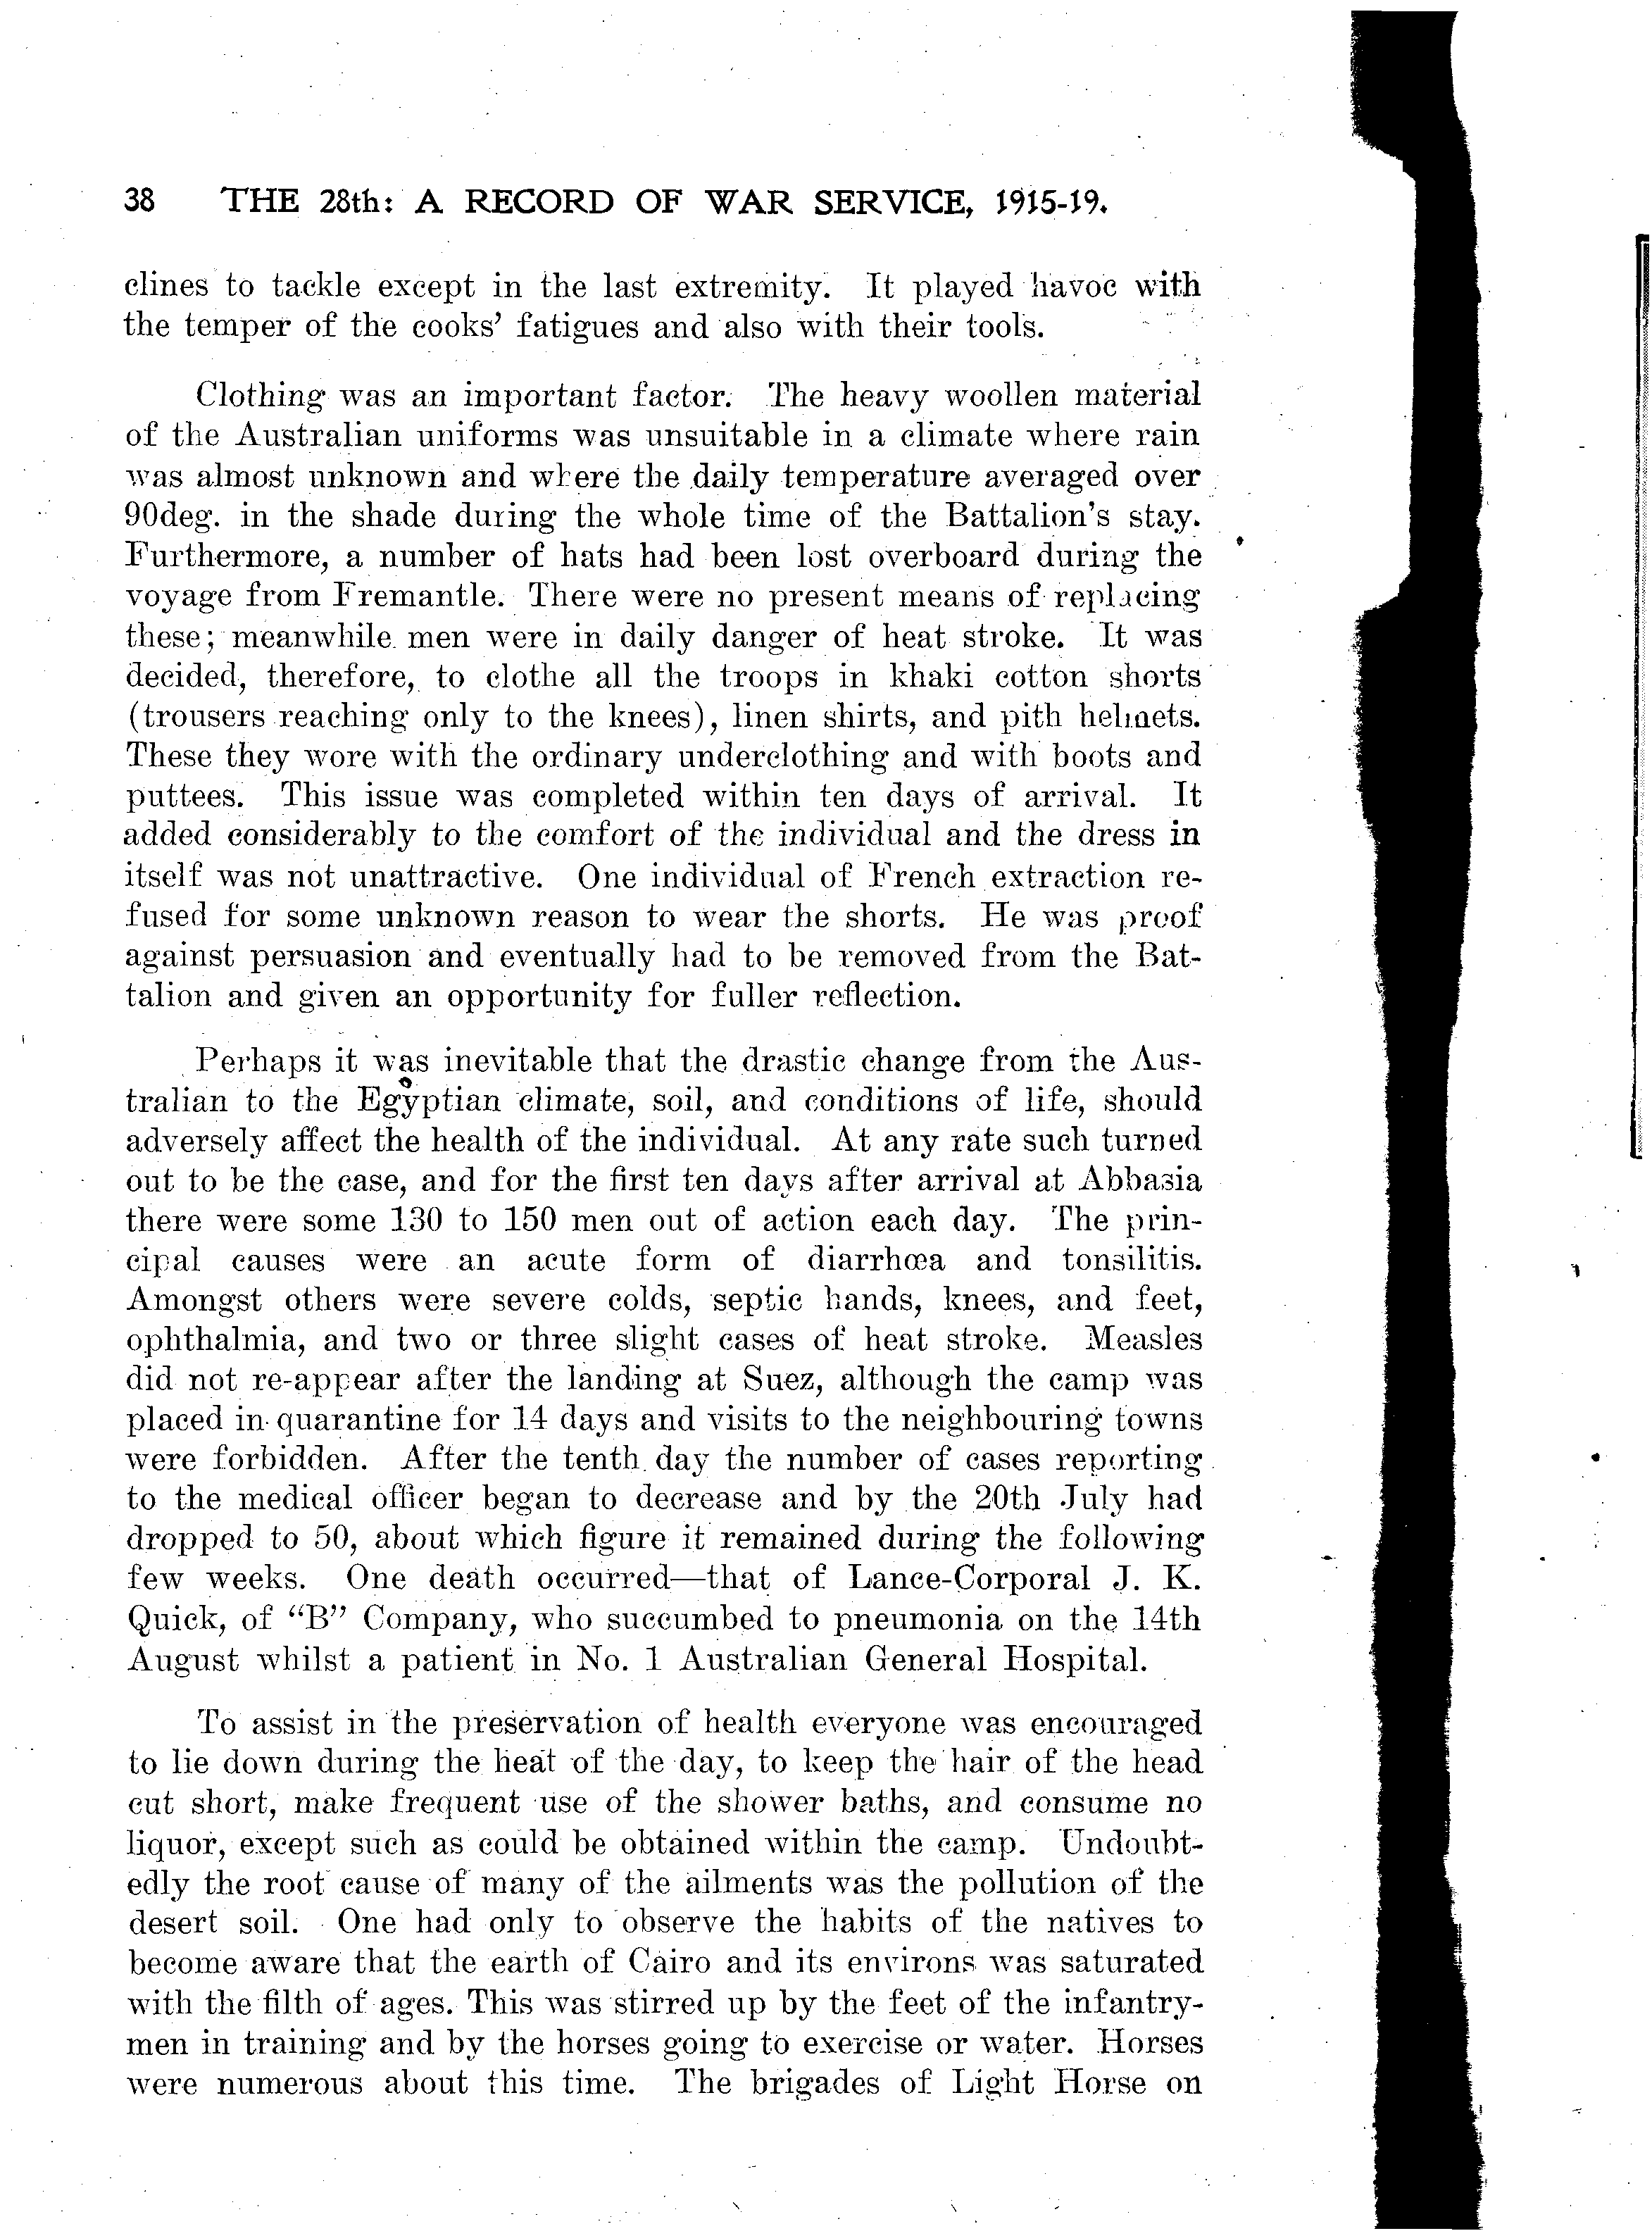 38 THE 28th: A RECORD OF WAR SERVICE, 1915-19.
clines to tackle except in the last extremity. It played havoc with
the temper of the cooks' fatigues and also with their tools.
Clothing was an important factor. The heavy woollen material
of the Australian uniforms was unsuitable in a climate where rain
was almost unknown and where the daily temperature averaged over
90deg. in the shade during the whole time of the Battalion's stay.
Furthermore, a number of hats had been lost overboard during the
voyage from Fremantle. There were no present means of replacing
these; meanwhile men were in daily danger of heat stroke. It was
decided, therefore, to clothe all the troops in khaki cotton shorts
(trousers reaching only to the knees), linen shirts, and pith helmets.
These they wore with the ordinary underclothing and with boots and
puttees. This issue was completed within ten days of arrival. It
added considerably to the comfort of the individual and the dress in
itself was not unattractive. One individual of French extraction re-
fused for some unknown reason to wear the shorts. He was proof
against persuasion and eventually had to be removed from the Bat-
talion and given an opportunity for fuller reflection.
Perhaps it was inevitable that the drastic change from the Aus-
tralian to the Egyptian climate, soil, and conditions of life, should
adversely affect the health of the individual. At any rate such turned
out to be the case, and for the first ten days after arrival at Abbasia
there were some 130 to 150 men out of action each day. The prin-
cipal causes were an acute form of diarrhœa and tonsilitis.
Amongst others were severe colds, septic hands, knees, and feet,
ophthalmia, and two or three slight cases of heat stroke. Measles
did not re-appear after the landing at Suez, although the camp was
placed in quarantine for 14 days and visits to the neighbouring towns
were forbidden. After the tenth day the number of cases reporting
to the medical officer began to decrease and by the 20th July had
dropped to 50, about which figure it remained during the following
few weeks. One death occurred—that of Lance-Corporal J. K.
Quick, of "B" Company, who succumbed to pneumonia on the 14th
August whilst a patient in No. 1 Australian General Hospital.
To assist in the preservation of health everyone was encouraged
to lie down during the heat of the day, to keep the hair of the head
cut short, make frequent use of the shower baths, and consume no
liquor, except such as could be obtained within the camp. Undoubt-
edly the root cause of many of the ailments was the pollution of the
desert soil. One had only to observe the habits of the natives to
become aware that the earth of Cairo and its environs was saturated
with the filth of ages. This was stirred up by the feet of the infantry-
men in training and by the horses going to exercise or water. Horses
were numerous about this time. The brigades of Light Horse on